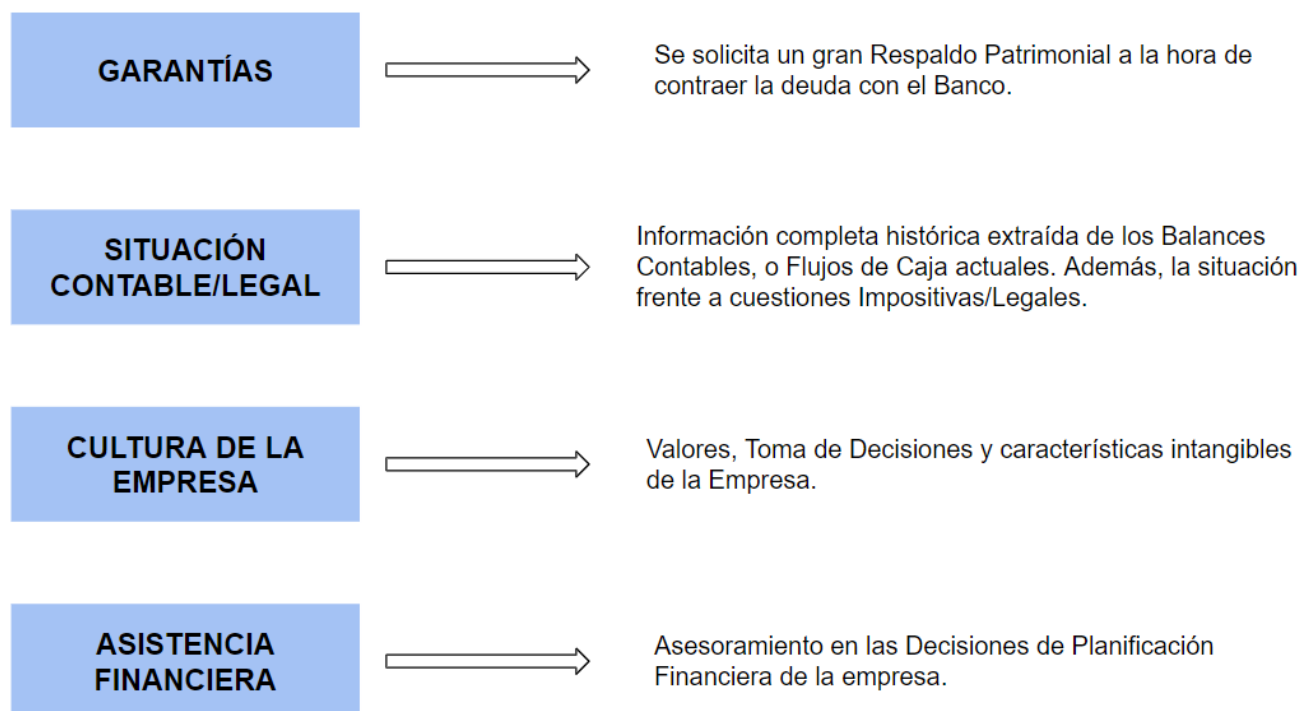 GARANTÍAS
Se solicita un gran Respaldo Patrimonial a la hora de
contraer la deuda con el Banco.
SITUACIÓN
CONTABLE/LEGAL
Información completa histórica extraída de los Balances
Contables, o Flujos de Caja actuales. Además, la situación
frente a cuestiones Impositivas/Legales.
CULTURA DE LA
EMPRESA
Valores, Toma de Decisiones y características intangibles
de la Empresa.
ASISTENCIA
FINANCIERA
Asesoramiento en las Decisiones de Planificación
Financiera de la empresa.